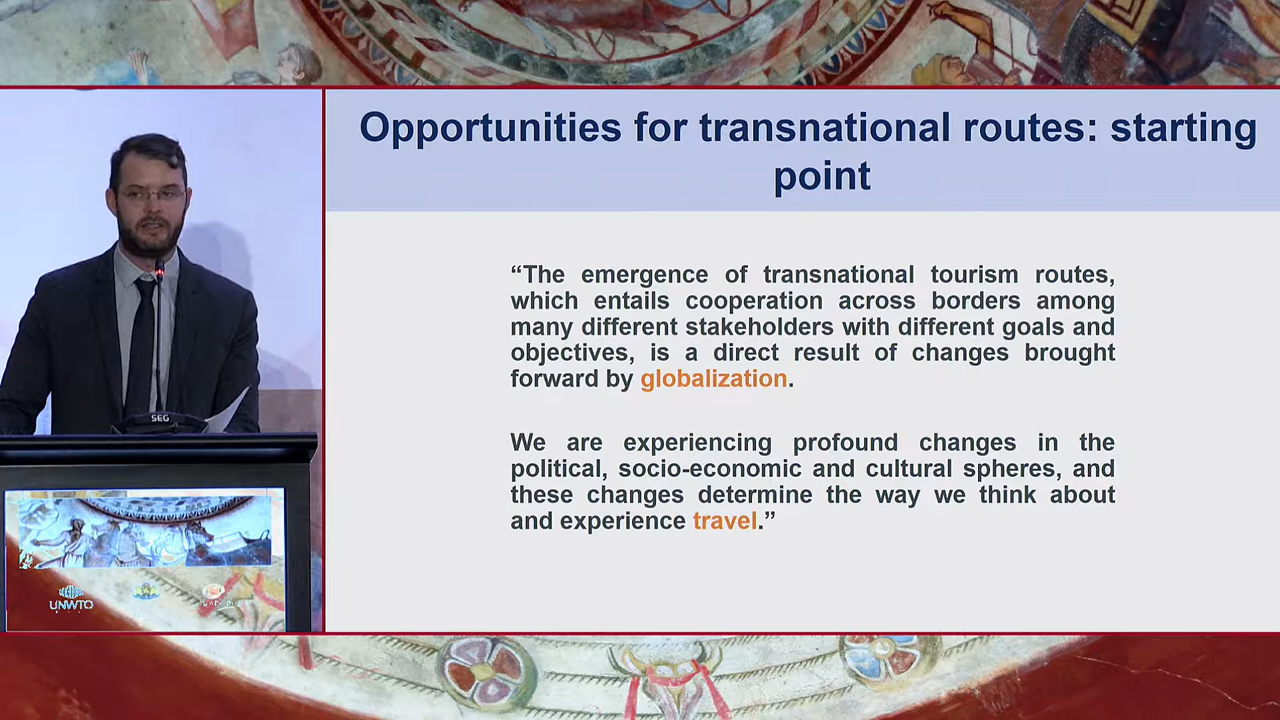 Opportunities for transnational routes: starting
point
“The emergence of transnational tourism routes,
which entails cooperation across borders among
many different stakeholders with different goals and
objectives, is a direct result of changes brought
forward by globalization.
We are experiencing profound changes in the
political, socio-economic and cultural spheres, and
these changes determine the way we think about
and experience travel.”
SEG
UNWTO